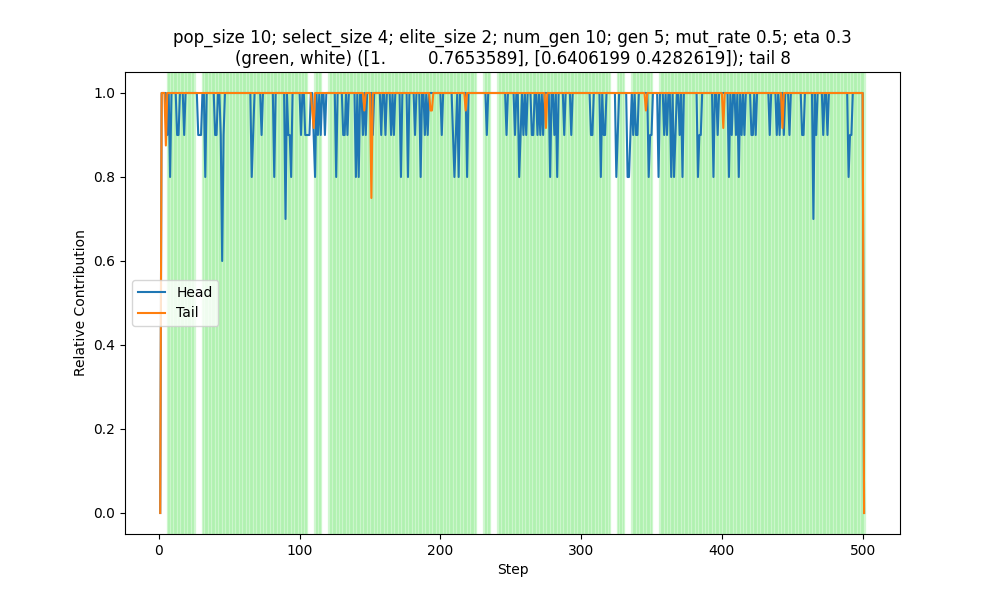 pop_size 10; select_size 4; elite_size 2; num_gen 10; gen 5; mut_rate 0.5; eta 0.3
(green, white) ([1. 0.7653589], [0.6406199 0.4282619]); tail 8
1.0
0.8
0.6
0.4
0.2
0.0
Relative Contribution
Head
Tail
0 100 200 300 400 500
Step